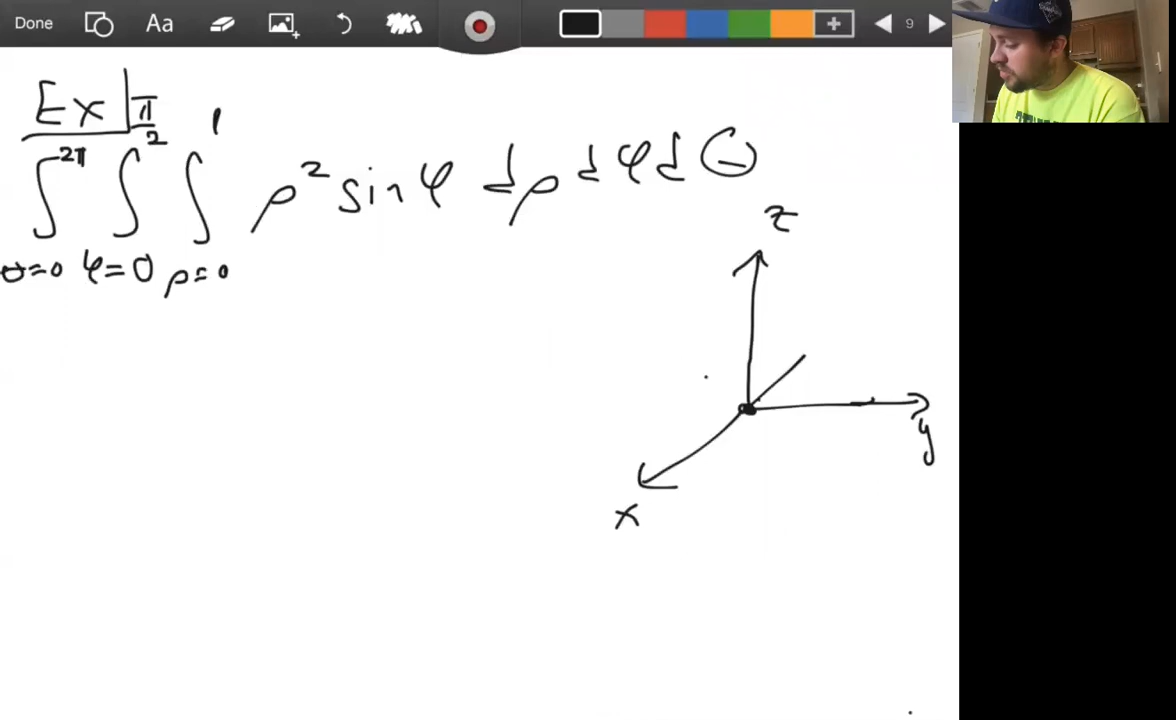 Done Aa 9
Ex
∫_{θ=0}^{2π} ∫_{φ=0}^{π/2} ∫_{ρ=0}^{1} ρ² sin φ dρ dφ dθ
z
y
x